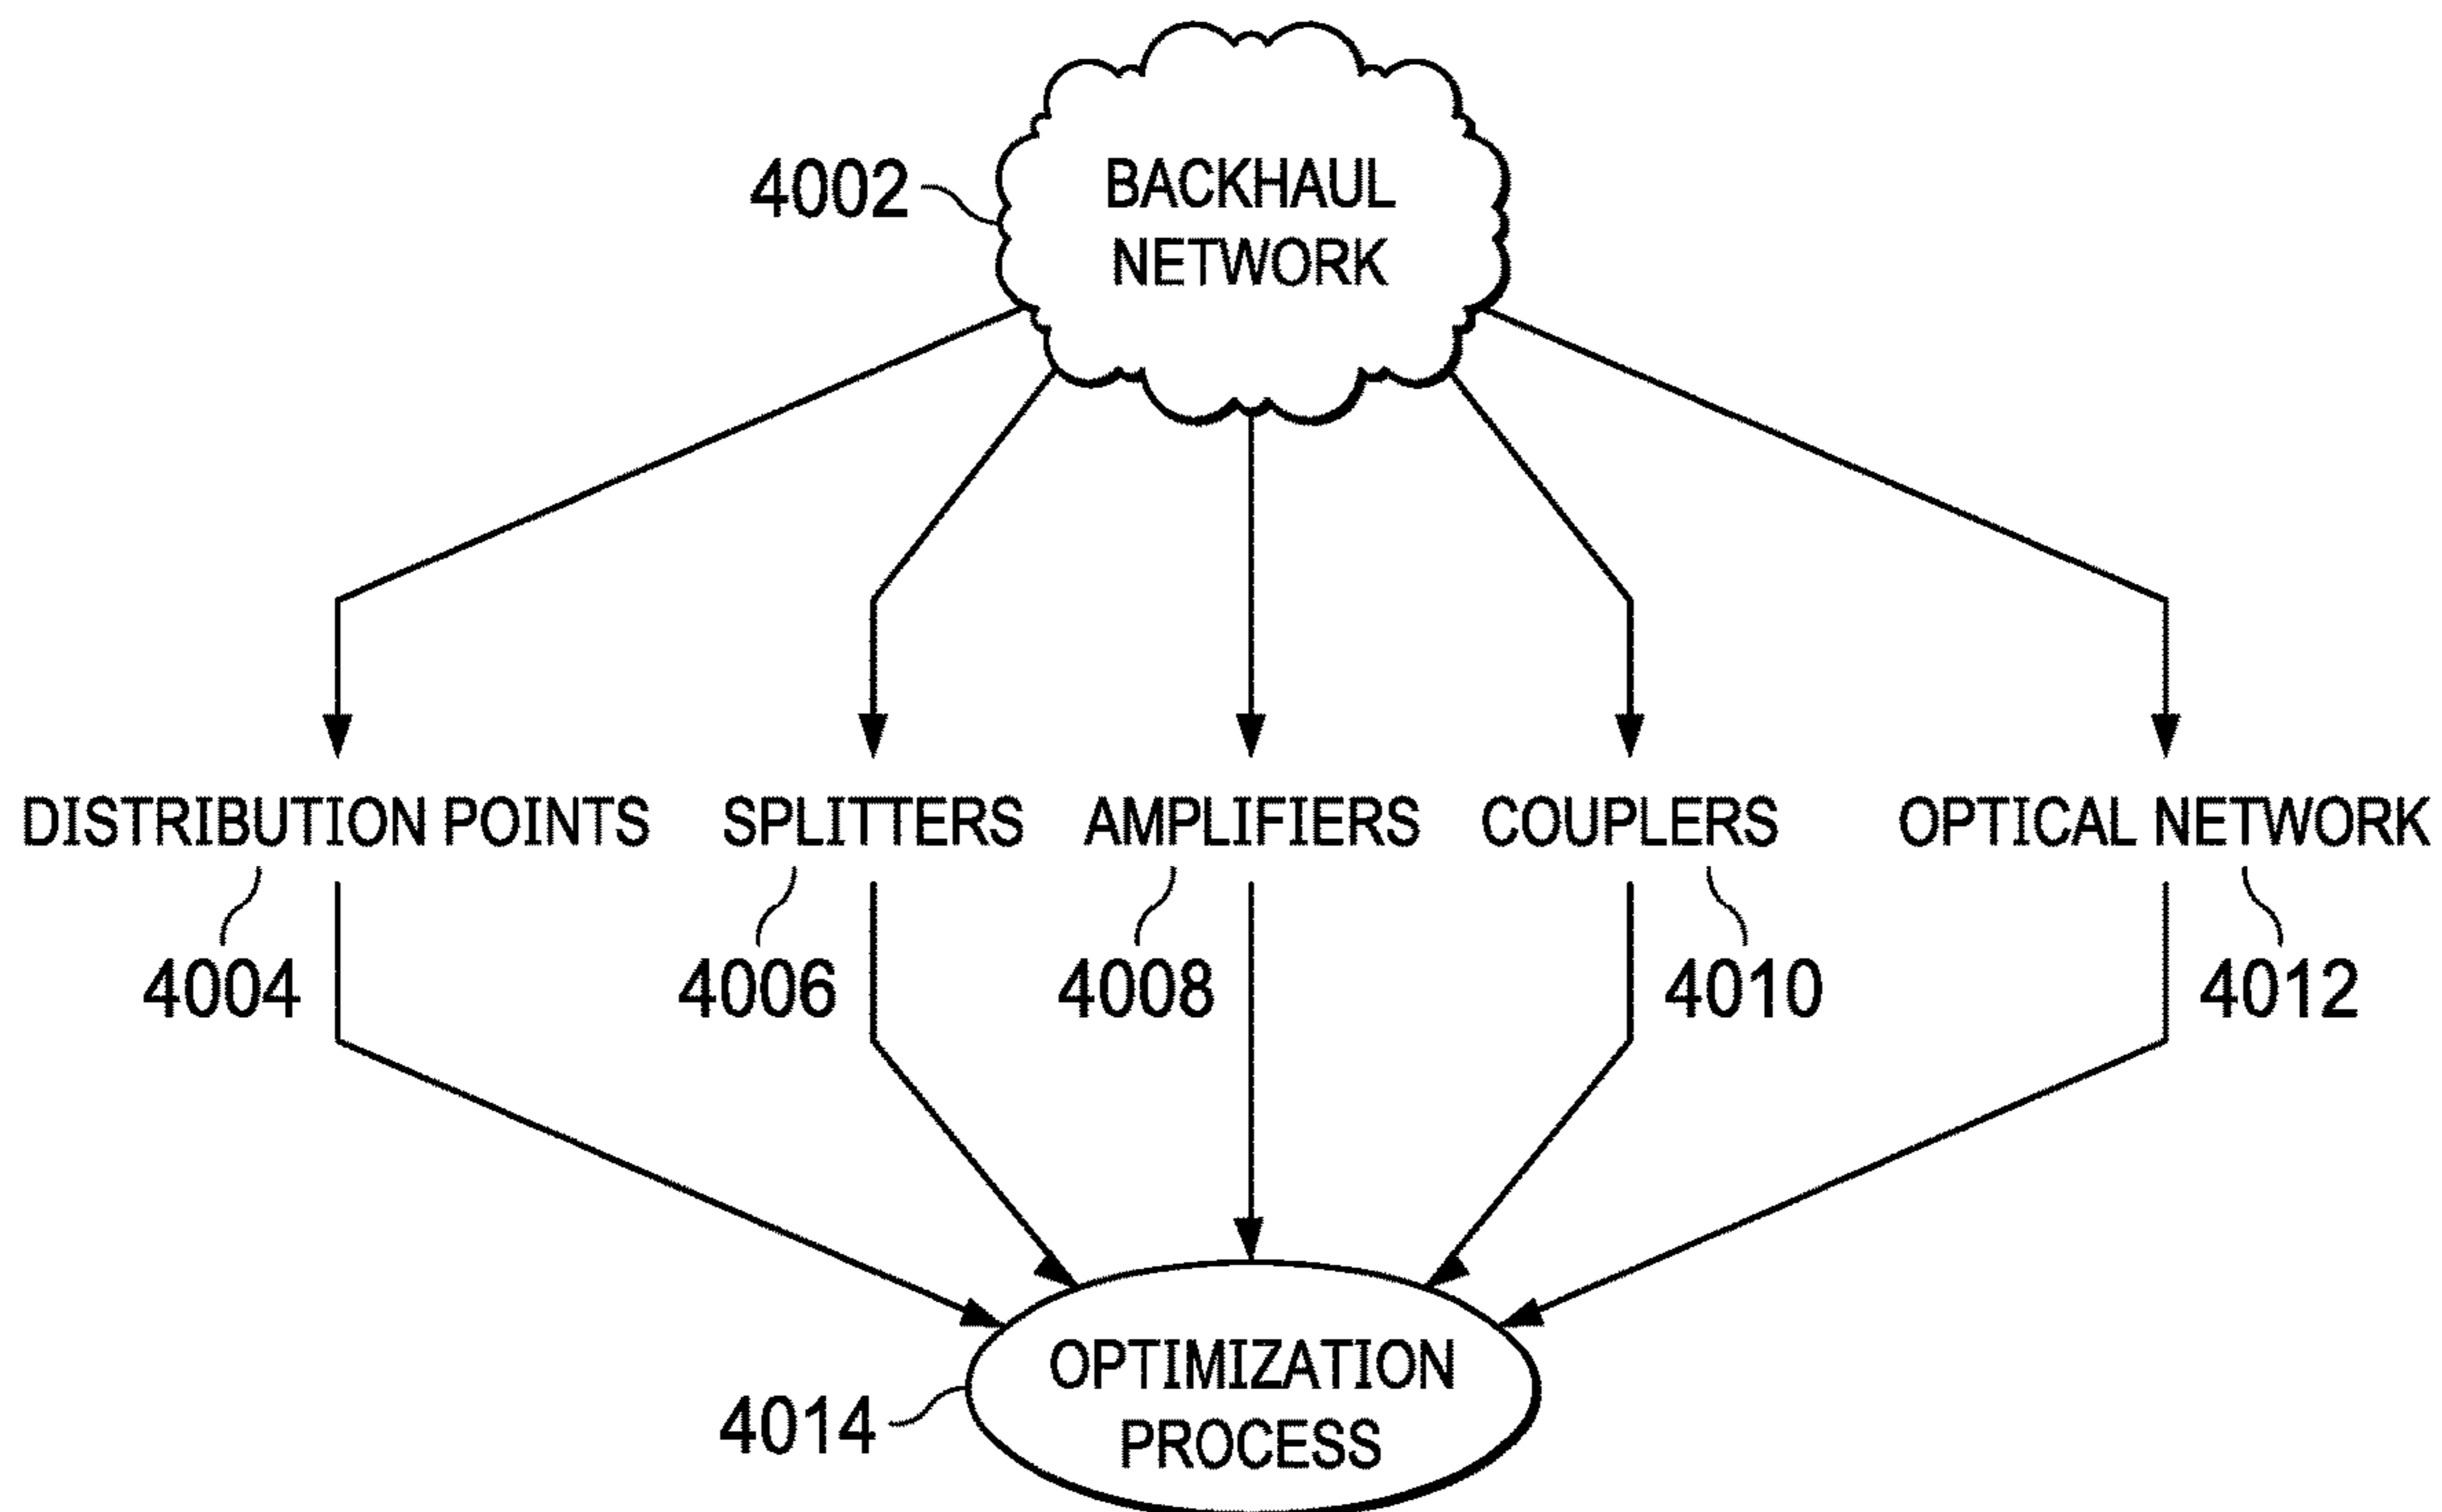 4002
BACKHAUL
NETWORK
DISTRIBUTION POINTS
SPLITTERS
AMPLIFIERS
COUPLERS
OPTICAL NETWORK
4004
4006
4008
4010
4012
OPTIMIZATION
PROCESS
4014